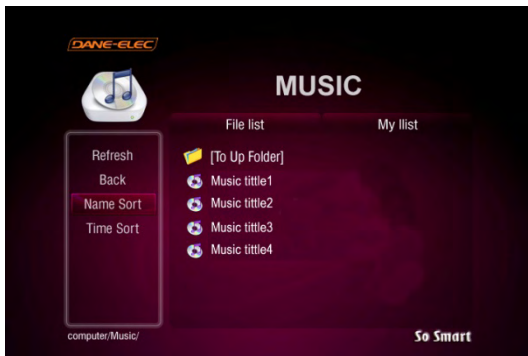 DANE-ELEC
MUSIC
File list
My llist
Refresh
Back
Name Sort
Time Sort
[To Up Folder]
Music tittle1
Music tittle2
Music tittle3
Music tittle4
computer/Music/
So Smart